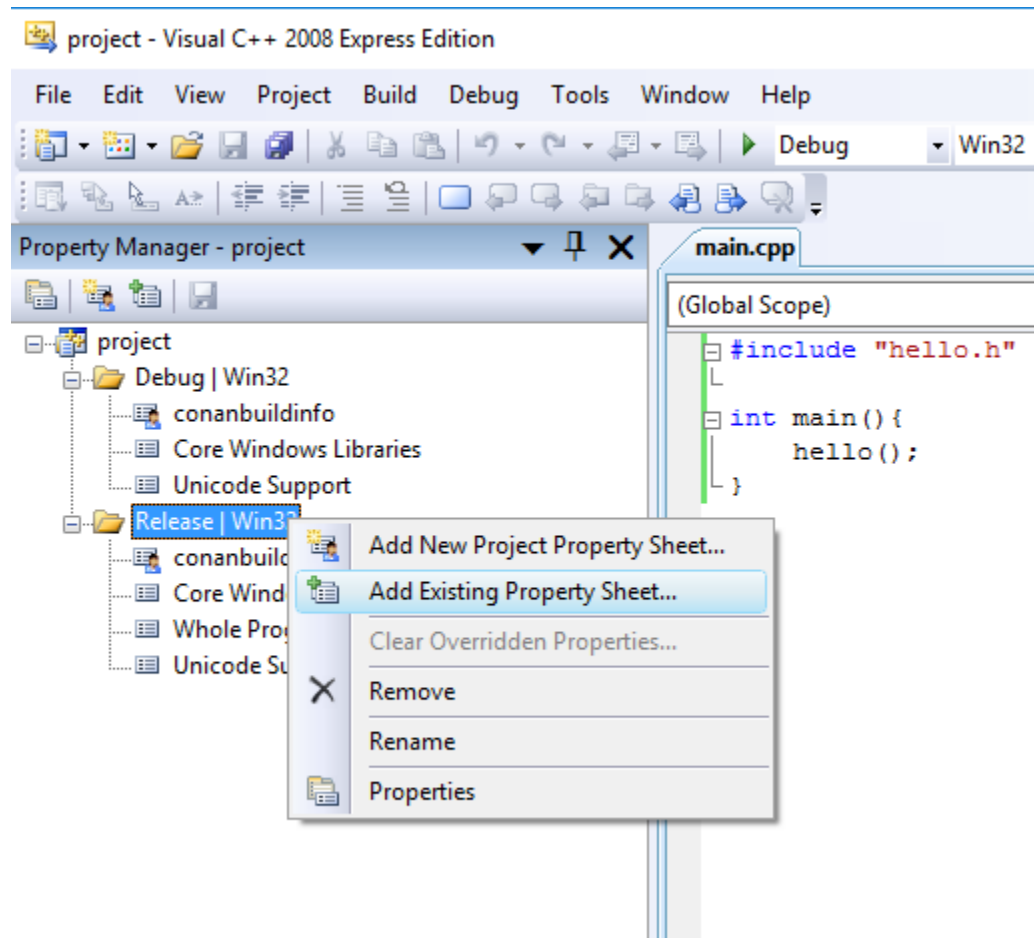 project - Visual C++ 2008 Express Edition
File Edit View Project Build Debug Tools Window Help
Debug Win32
Property Manager - project
main.cpp
(Global Scope)
project
Debug | Win32
conanbuildinfo
Core Windows Libraries
Unicode Support
Release | Win32
conanbuild
Core Wind
Whole Pro
Unicode Su
Add New Project Property Sheet...
Add Existing Property Sheet...
Clear Overridden Properties...
Remove
Rename
Properties
#include "hello.h"
int main(){
hello();
}